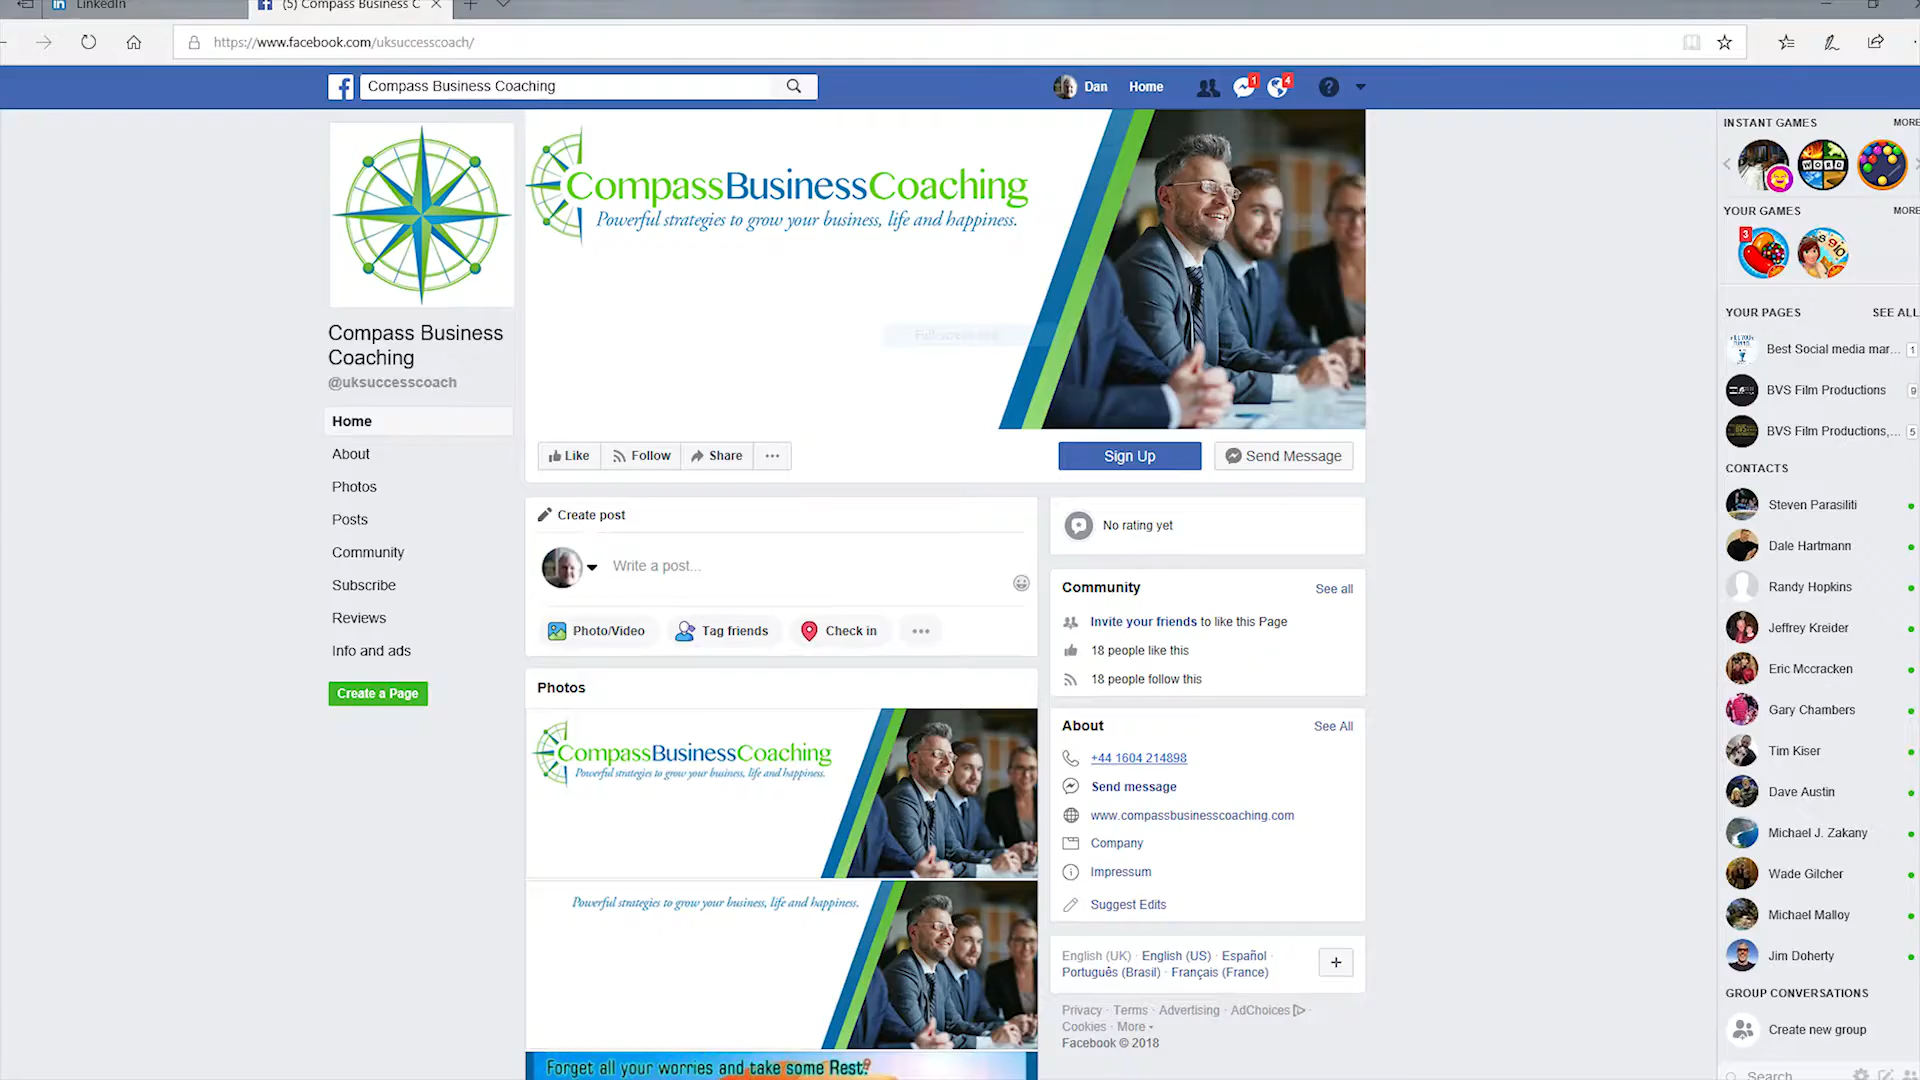 LinkedIn
(5) Compass Business C
https://www.facebook.com/uksuccesscoach/
Compass Business Coaching
Dan
Home
1
4
Compass Business
Coaching
@uksuccesscoach
Home
About
Photos
Posts
Community
Subscribe
Reviews
Info and ads
Create a Page
CompassBusinessCoaching
Powerful strategies to grow your business, life and happiness.
Like
Follow
Share
Sign Up
Send Message
Create post
Write a post...
Photo/Video
Tag friends
Check in
Photos
CompassBusinessCoaching
Powerful strategies to grow your business, life and happiness.
Powerful strategies to grow your business, life and happiness.
Forget all your worries and take some Rest!
No rating yet
Community
See all
Invite your friends to like this Page
18 people like this
18 people follow this
About
See All
+44 1604 214898
Send message
www.compassbusinesscoaching.com
Company
Impressum
Suggest Edits
English (UK) · English (US) · Español ·
Português (Brasil) · Français (France)
Privacy · Terms · Advertising · AdChoices ·
Cookies · More
Facebook © 2018
INSTANT GAMES
MORE
WORD
YOUR GAMES
MORE
3
YOUR PAGES
SEE ALL
Best Social media mar...
1
BVS Film Productions
9
BVS Film Productions,...
5
CONTACTS
Steven Parasiliti
Dale Hartmann
Randy Hopkins
Jeffrey Kreider
Eric Mccracken
Gary Chambers
Tim Kiser
Dave Austin
Michael J. Zakany
Wade Gilcher
Michael Malloy
Jim Doherty
GROUP CONVERSATIONS
Create new group
Search